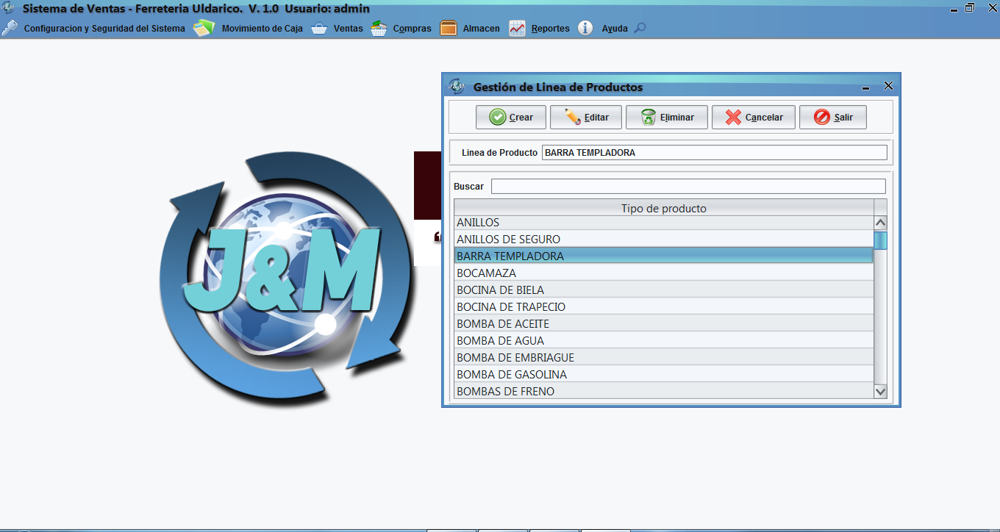 Sistema de Ventas - Ferreteria Uldarico. V. 1.0 Usuario: admin
Configuracion y Seguridad del Sistema Movimiento de Caja Ventas Compras Almacen Reportes Ayuda
J&M
Gestión de Linea de Productos
Crear Editar Eliminar Cancelar Salir
Linea de Producto BARRA TEMPLADORA
Buscar
Tipo de producto
ANILLOS
ANILLOS DE SEGURO
BARRA TEMPLADORA
BOCAMAZA
BOCINA DE BIELA
BOCINA DE TRAPECIO
BOMBA DE ACEITE
BOMBA DE AGUA
BOMBA DE EMBRIAGUE
BOMBA DE GASOLINA
BOMBAS DE FRENO
J&M